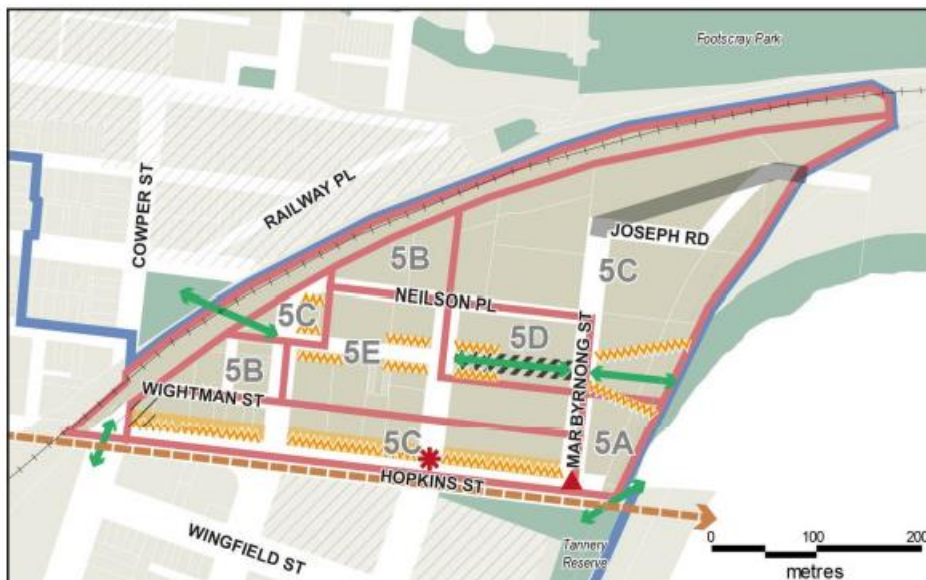 Footscray Park
COWPER ST
RAILWAY PL
JOSEPH RD
5B
5C
NEILSON PL
5C
5D
5E
5B
MARIBYRNONG ST
WIGHTMAN ST
5C
5A
HOPKINS ST
WINGFIELD ST
Tannery
Reserve
0 100 200
metres